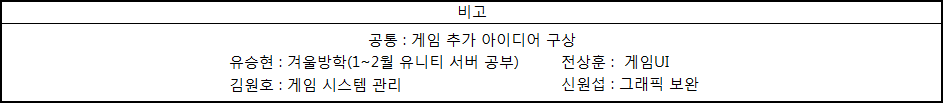 비고
공통 : 게임 추가 아이디어 구상
유승현 : 겨울방학(1~2월 유니티 서버 공부) 전상훈 : 게임UI
김원호 : 게임 시스템 관리 신원섭 : 그래픽 보완